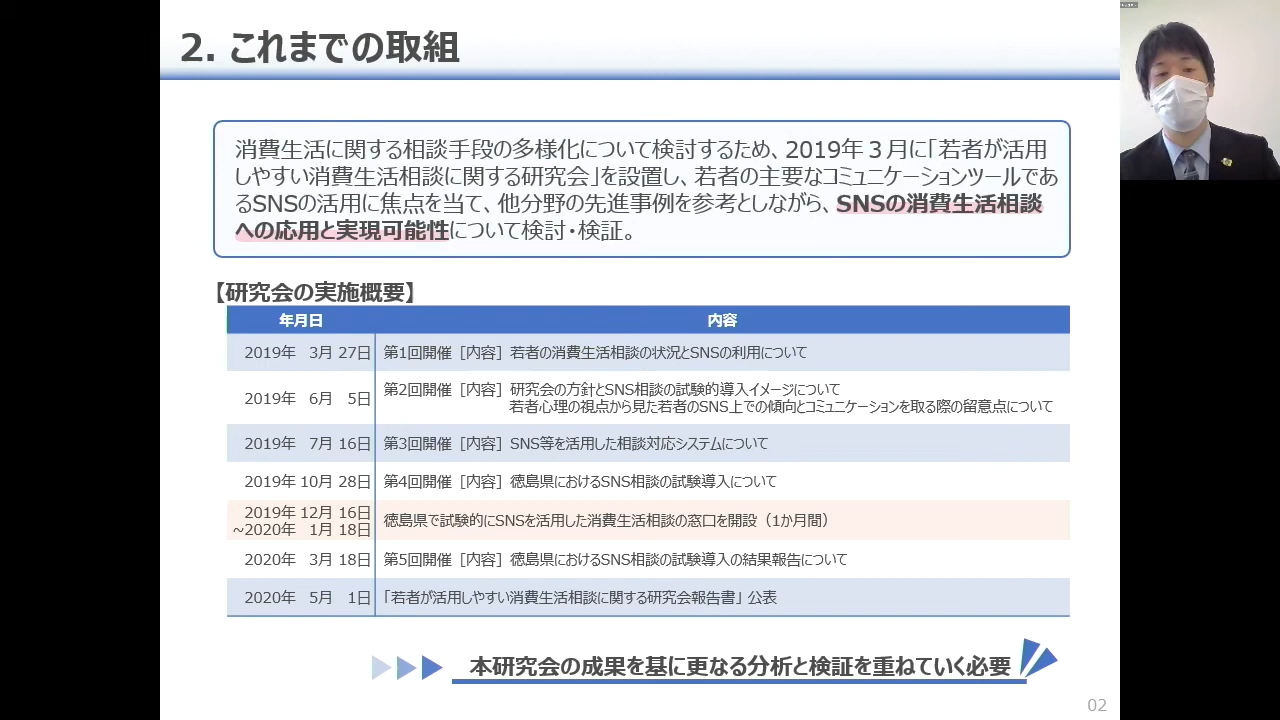 2. これまでの取組
消費生活に関する相談手段の多様化について検討するため、2019年３月に「若者が活用
しやすい消費生活相談に関する研究会」を設置し、若者の主要なコミュニケーションツールであ
るSNSの活用に焦点を当て、他分野の先進事例を参考としながら、SNSの消費生活相談
への応用と実現可能性について検討・検証。
【研究会の実施概要】
年月日 内容
2019年 3月 27日 第1回開催［内容］若者の消費生活相談の状況とSNSの利用について
2019年 6月 5日 第2回開催［内容］研究会の方針とSNS相談の試験的導入イメージについて
若者心理の視点から見た若者のSNS上での傾向とコミュニケーションを取る際の留意点について
2019年 7月 16日 第3回開催［内容］SNS等を活用した相談対応システムについて
2019年 10月 28日 第4回開催［内容］徳島県におけるSNS相談の試験導入について
2019年 12月 16日
~2020年 1月 18日 徳島県で試験的にSNSを活用した消費生活相談の窓口を開設（1か月間）
2020年 3月 18日 第5回開催［内容］徳島県におけるSNS相談の試験導入の結果報告について
2020年 5月 1日 「若者が活用しやすい消費生活相談に関する研究会報告書」公表
本研究会の成果を基に更なる分析と検証を重ねていく必要
02